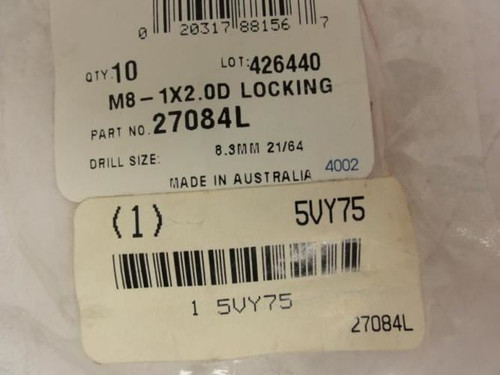 0 20317 88156 7
QTY. 10 LOT: 426440
M8-1X2.0D LOCKING
PART NO. 27084L
DRILL SIZE: 8.3MM 21/64
MADE IN AUSTRALIA 4002
(1) 5VY75
1 5VY75
27084L